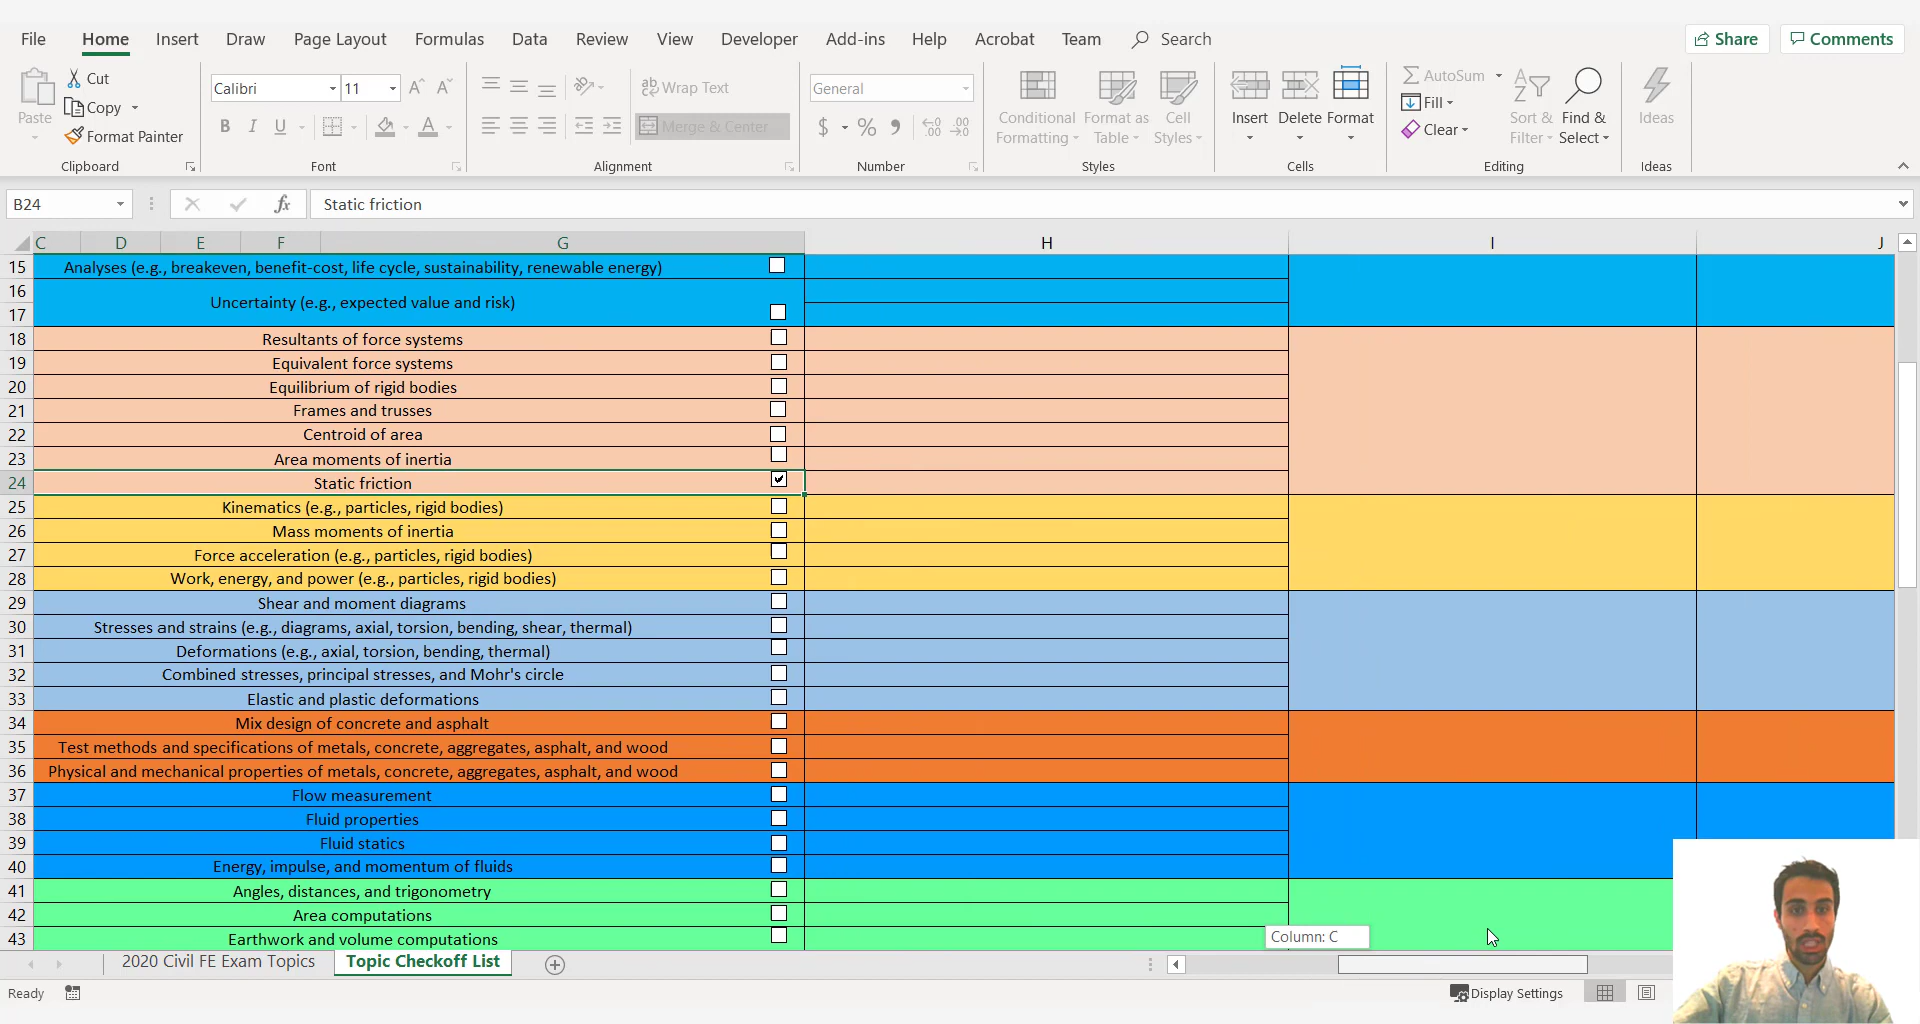 File Home Insert Draw Page Layout Formulas Data Review View Developer Add-ins Help Acrobat Team Search Share Comments
Paste Cut Copy Format Painter Clipboard
Calibri 11 A A B I U A Font
ab Wrap Text Merge & Center Alignment
General $ % Number
Conditional Formatting Format as Table Cell Styles Styles
Insert Delete Format Cells
AutoSum Fill Clear Sort & Filter Find & Select Editing
Ideas Ideas
B24 fx Static friction
C D E F G H I J
15 Analyses (e.g., breakeven, benefit-cost, life cycle, sustainability, renewable energy)
16 Uncertainty (e.g., expected value and risk)
17
18 Resultants of force systems
19 Equivalent force systems
20 Equilibrium of rigid bodies
21 Frames and trusses
22 Centroid of area
23 Area moments of inertia
24 Static friction
25 Kinematics (e.g., particles, rigid bodies)
26 Mass moments of inertia
27 Force acceleration (e.g., particles, rigid bodies)
28 Work, energy, and power (e.g., particles, rigid bodies)
29 Shear and moment diagrams
30 Stresses and strains (e.g., diagrams, axial, torsion, bending, shear, thermal)
31 Deformations (e.g., axial, torsion, bending, thermal)
32 Combined stresses, principal stresses, and Mohr's circle
33 Elastic and plastic deformations
34 Mix design of concrete and asphalt
35 Test methods and specifications of metals, concrete, aggregates, asphalt, and wood
36 Physical and mechanical properties of metals, concrete, aggregates, asphalt, and wood
37 Flow measurement
38 Fluid properties
39 Fluid statics
40 Energy, impulse, and momentum of fluids
41 Angles, distances, and trigonometry
42 Area computations
43 Earthwork and volume computations
Column: C
2020 Civil FE Exam Topics Topic Checkoff List
Ready Display Settings